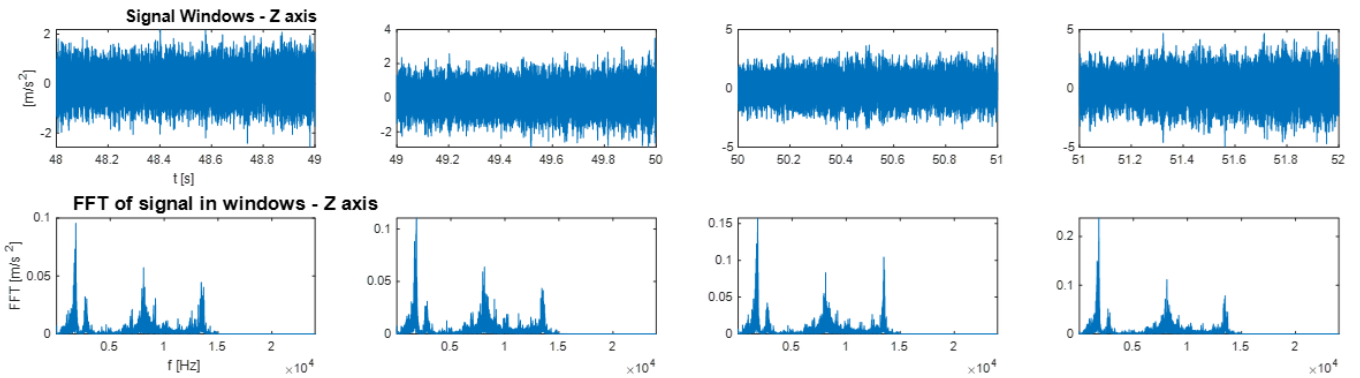 Signal Windows - Z axis
2
0
-2
[m/s²]
48 48.2 48.4 48.6 48.8 49
t [s]
4
2
0
-2
-4
49 49.2 49.4 49.6 49.8 50
5
0
-5
50 50.2 50.4 50.6 50.8 51
5
0
-5
51 51.2 51.4 51.6 51.8 52
FFT of signal in windows - Z axis
0.1
0.05
0
FFT [m/s²]
0.5 1 1.5 2
f [Hz]
×10⁴
0.1
0.05
0
0.5 1 1.5 2
×10⁴
0.15
0.1
0.05
0
0.5 1 1.5 2
×10⁴
0.2
0.1
0
0.5 1 1.5 2
×10⁴